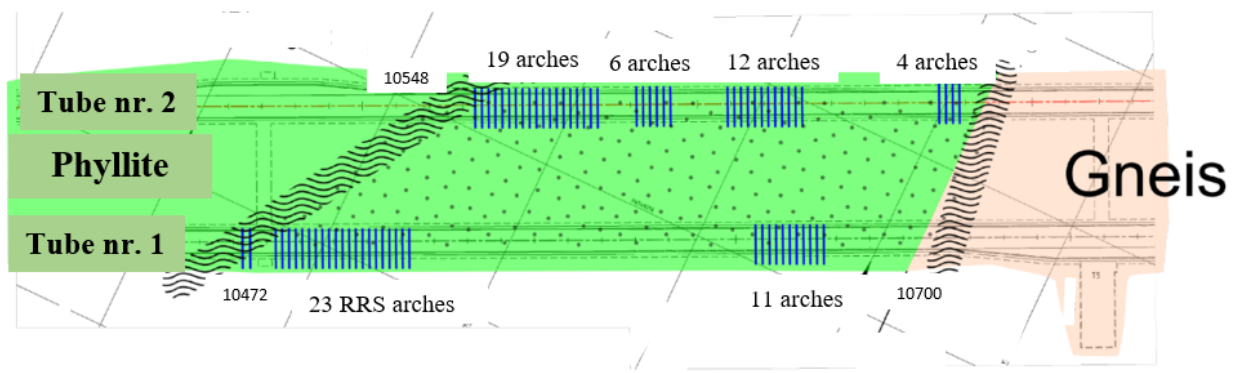 19 arches
6 arches
12 arches
4 arches
10548
Tube nr. 2
Phyllite
Gneis
Tube nr. 1
10472
23 RRS arches
11 arches
10700
T5